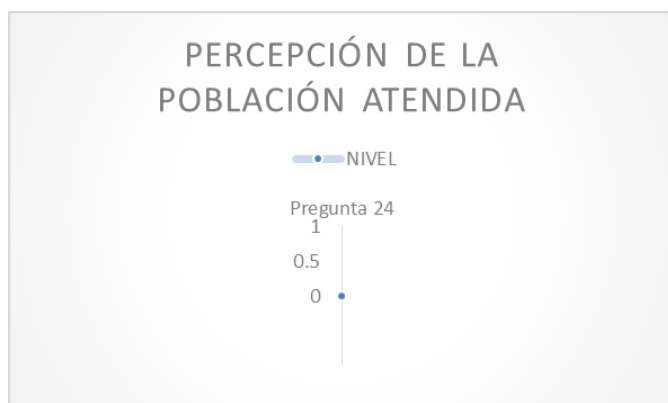 PERCEPCIÓN DE LA
POBLACIÓN ATENDIDA
NIVEL
Pregunta 24
1
0.5
0